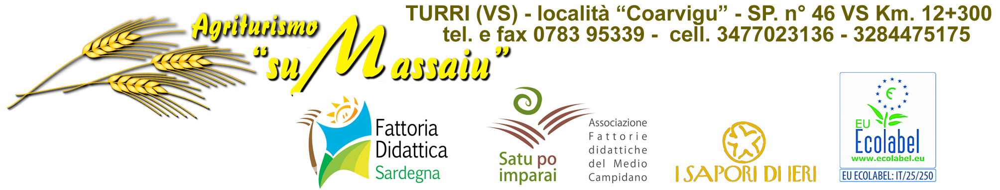 Agriturismo
"su Massaiu"
TURRI (VS) - località “Coarvigu” - SP. n° 46 VS Km. 12+300
tel. e fax 0783 95339 - cell. 3477023136 - 3284475175
Fattoria
Didattica
Sardegna
Satu po
imparai
Associazione
Fattorie
didattiche
del Medio
Campidano
I SAPORI DI IERI
EU
Ecolabel
www.ecolabel.eu
EU ECOLABEL: IT/25/250